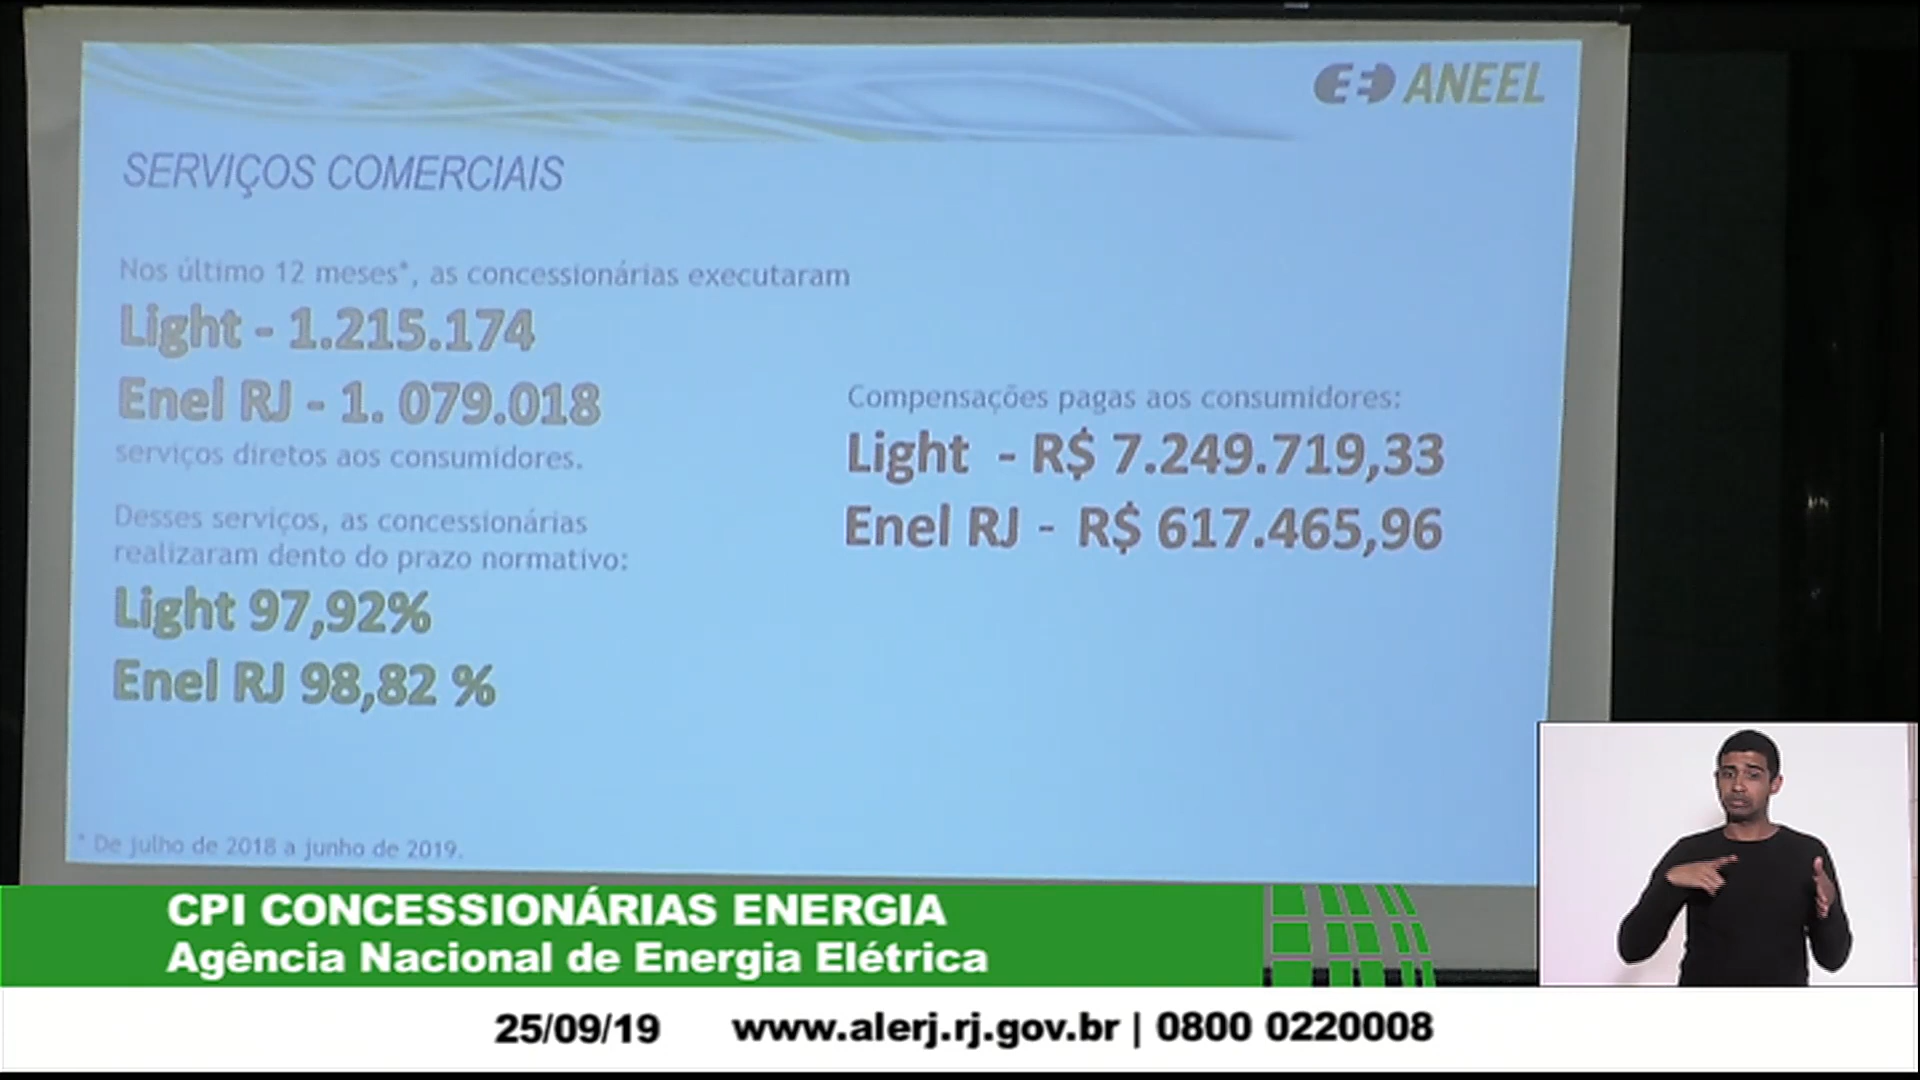 ANEEL
SERVIÇOS COMERCIAIS
Nos último 12 meses*, as concessionárias executaram
Light - 1.215.174
Enel RJ - 1. 079.018
serviços diretos aos consumidores.
Desses serviços, as concessionárias
realizaram dento do prazo normativo:
Light 97,92%
Enel RJ 98,82 %
Compensações pagas aos consumidores:
Light - R$ 7.249.719,33
Enel RJ - R$ 617.465,96
* De julho de 2018 a junho de 2019.
CPI CONCESSIONÁRIAS ENERGIA
Agência Nacional de Energia Elétrica
25/09/19 www.alerj.rj.gov.br | 0800 0220008